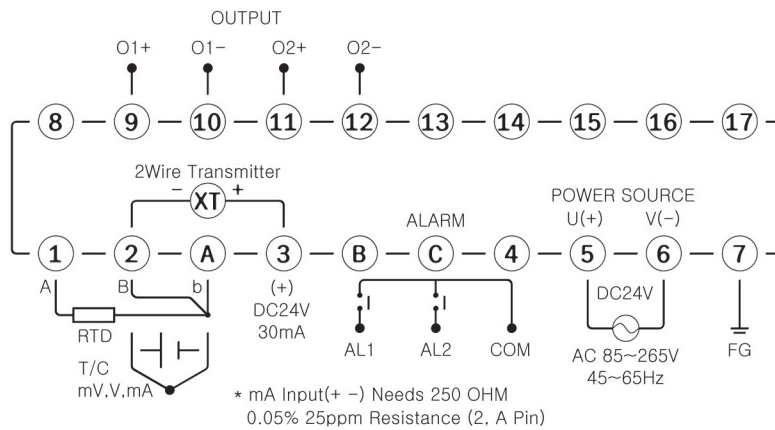 OUTPUT
O1+ O1- O2+ O2-
8 9 10 11 12 13 14 15 16 17
2Wire Transmitter
- XT +
ALARM
POWER SOURCE
U(+) V(-)
1 2 A 3 B C 4 5 6 7
A B b
(+)
DC24V
30mA
RTD
T/C
mV,V,mA
AL1 AL2 COM
DC24V
AC 85~265V
45~65Hz
FG
* mA Input(+ -) Needs 250 OHM
0.05% 25ppm Resistance (2, A Pin)